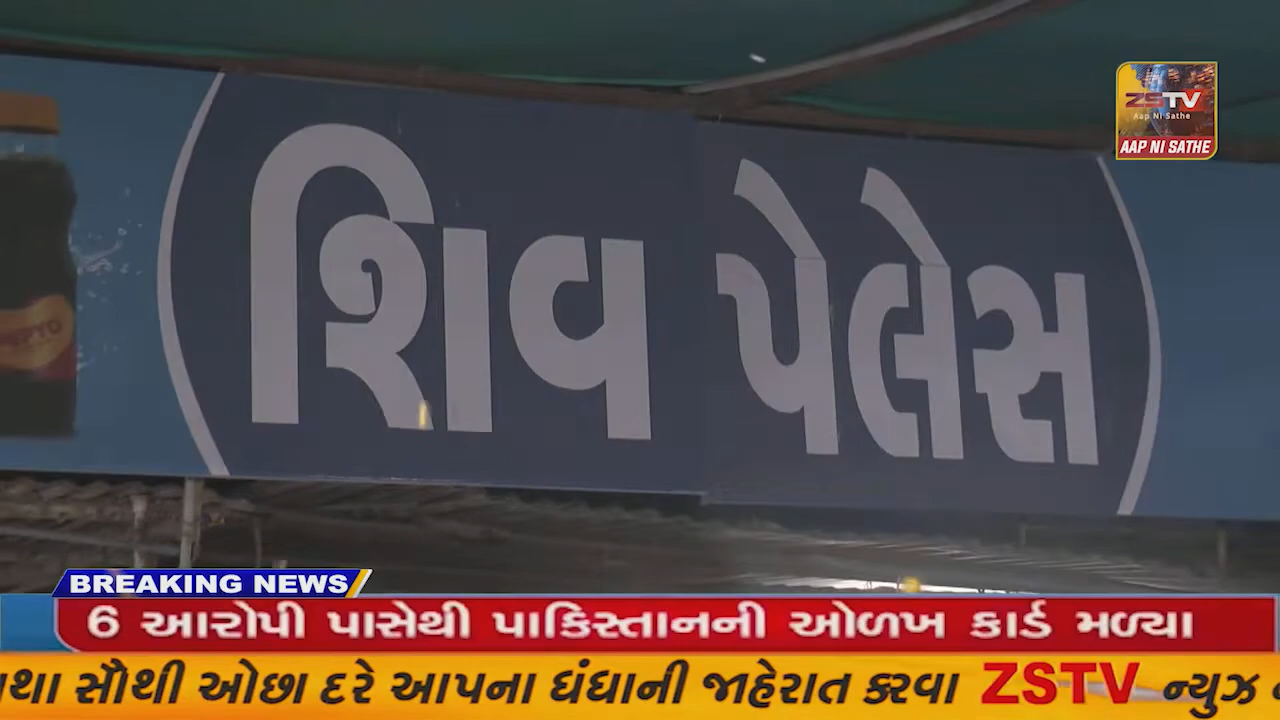 ZSTV
Aap Ni Sathe
AAP NI SATHE
શિવ પેલેસ
BREAKING NEWS
6 આરોપી પાસેથી પાકિસ્તાનની ઓળખ કાર્ડ મળ્યા
સૌથી ઓછા દરે આપના ધંધાની જાહેરાત કરવા ZSTV ન્યુઝ